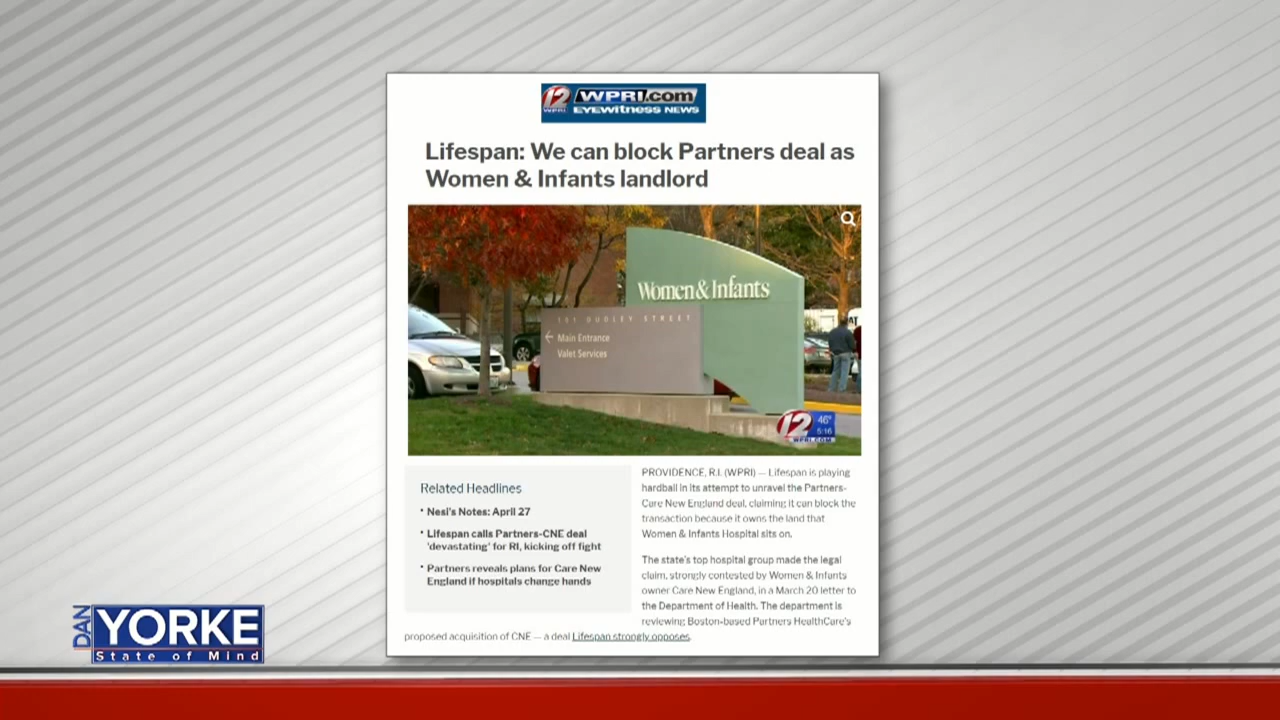 12 WPRI.com
WPRI EYEWITNESS NEWS
Lifespan: We can block Partners deal as
Women & Infants landlord
Women & Infants
101 DUDLEY STREET
← Main Entrance
Valet Services
12 46°
5:16
WPRI.COM
Related Headlines
• Nesi's Notes: April 27
• Lifespan calls Partners-CNE deal
'devastating' for RI, kicking off fight
• Partners reveals plans for Care New
England if hospitals change hands
PROVIDENCE, R.I. (WPRI) — Lifespan is playing
hardball in its attempt to unravel the Partners-
Care New England deal, claiming it can block the
transaction because it owns the land that
Women & Infants Hospital sits on.
The state's top hospital group made the legal
claim, strongly contested by Women & Infants
owner Care New England, in a March 20 letter to
the Department of Health. The department is
reviewing Boston-based Partners HealthCare's
proposed acquisition of CNE — a deal Lifespan strongly opposes.
DAN
YORKE
State of Mind